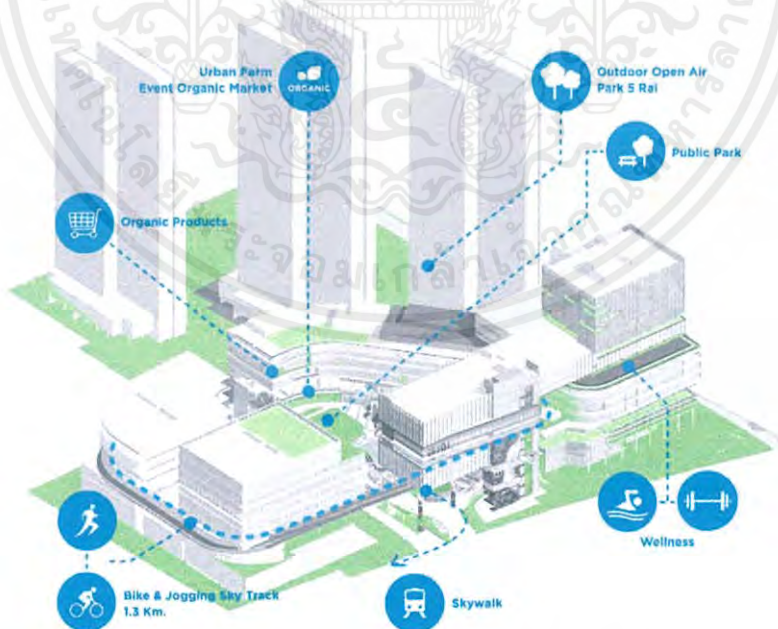 Urban Farm
Event Organic Market
ORGANIC
Outdoor Open Air
Park 5 Rai
Public Park
Organic Products
Wellness
Bike & Jogging Sky Track
1.3 Km.
Skywalk